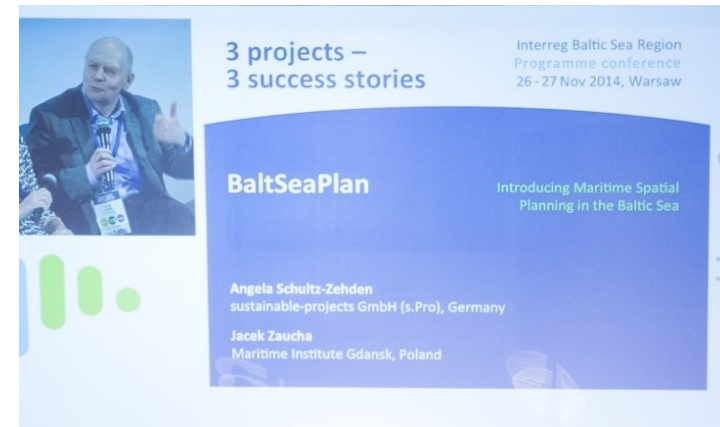 3 projects –
3 success stories
Interreg Baltic Sea Region
Programme conference
26 - 27 Nov 2014, Warsaw
BaltSeaPlan
Introducing Maritime Spatial
Planning in the Baltic Sea
Angela Schultz-Zehden
sustainable-projects GmbH (s.Pro), Germany
Jacek Zaucha
Maritime Institute Gdansk, Poland